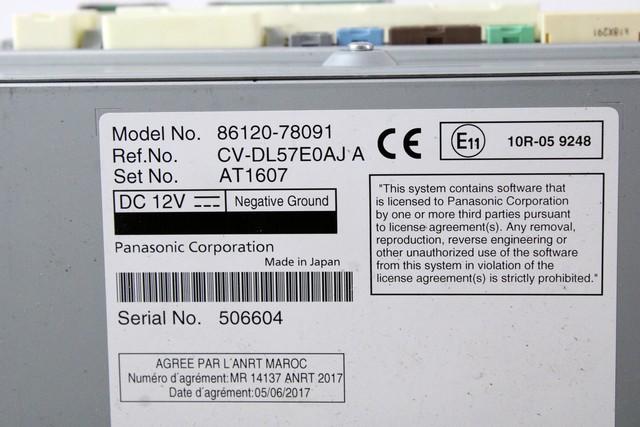 Model No. 86120-78091
Ref.No. CV-DL57E0AJ A
Set No. AT1607
DC 12V
Negative Ground
Panasonic Corporation
Made in Japan
Serial No. 506604
AGREE PAR L´ANRT MAROC
Numéro d´agrément:MR 14137 ANRT 2017
Date d´agrément:05/06/2017
CE
E11
10R-05 9248
"This system contains software that
is licensed to Panasonic Corporation
by one or more third parties pursuant
to license agreement(s). Any removal,
reproduction, reverse engineering or
other unauthorized use of the software
from this system in violation of the
license agreement(s) is strictly prohibited."